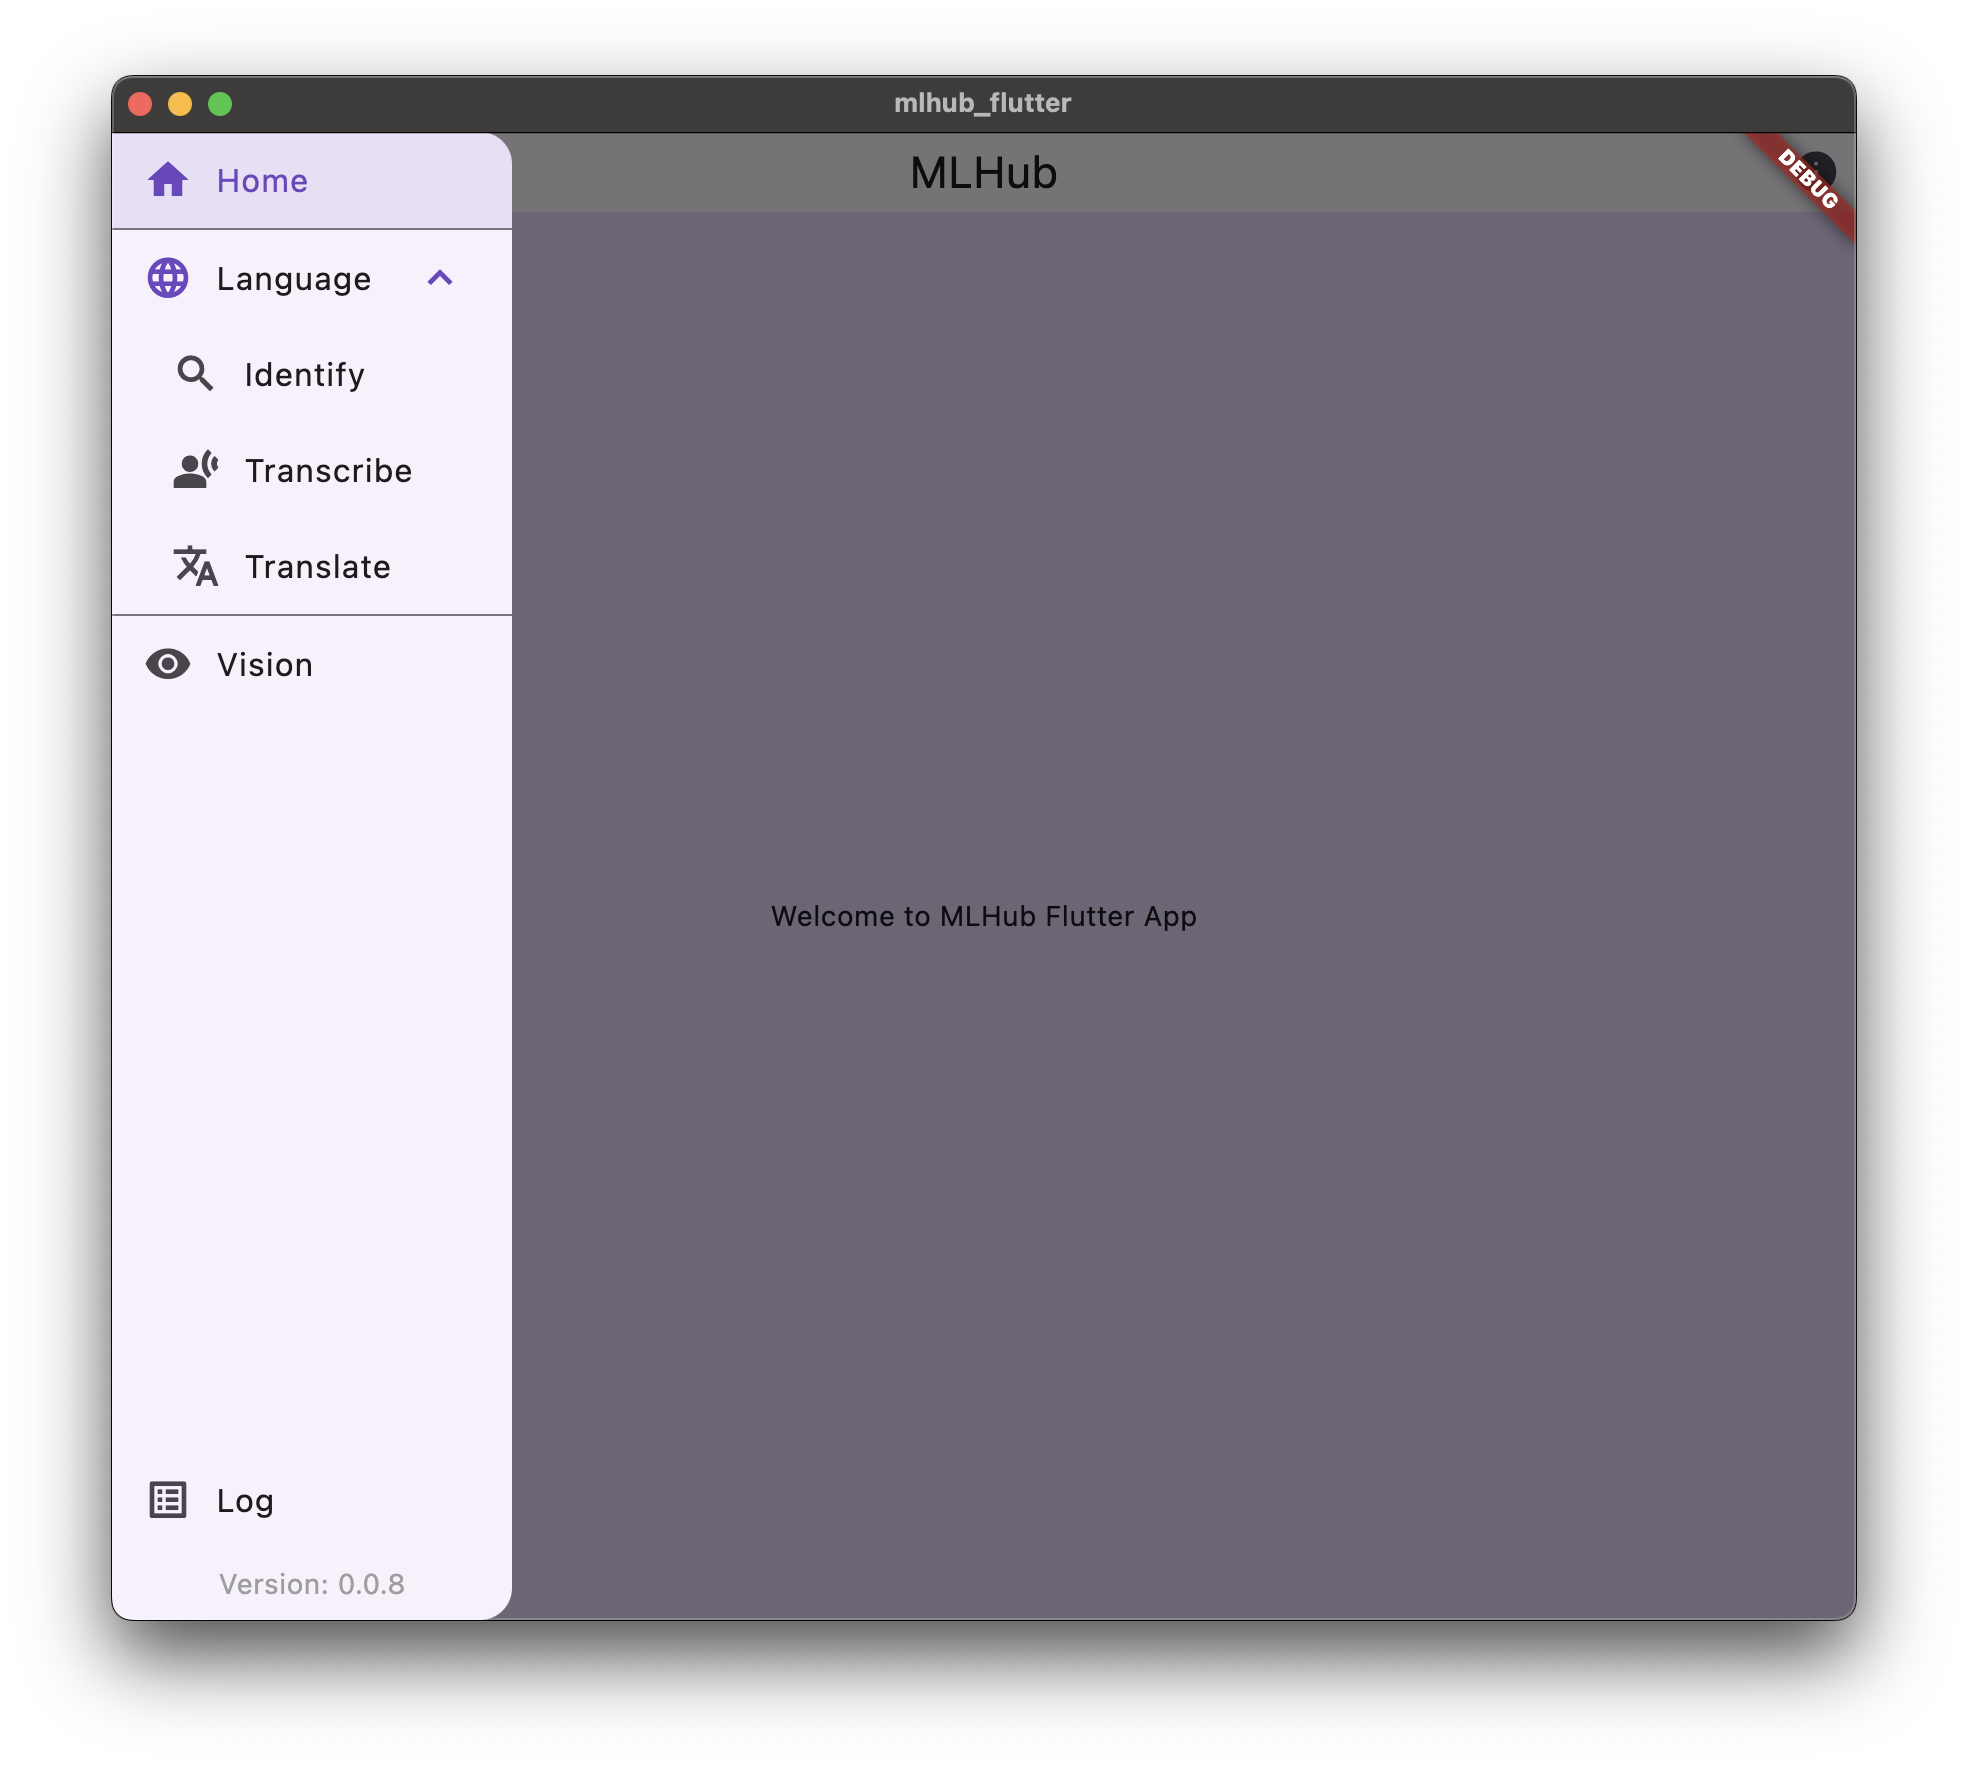 mlhub_flutter
MLHub
DEBUG
Home
Language
Identify
Transcribe
Translate
Vision
Welcome to MLHub Flutter App
Log
Version: 0.0.8